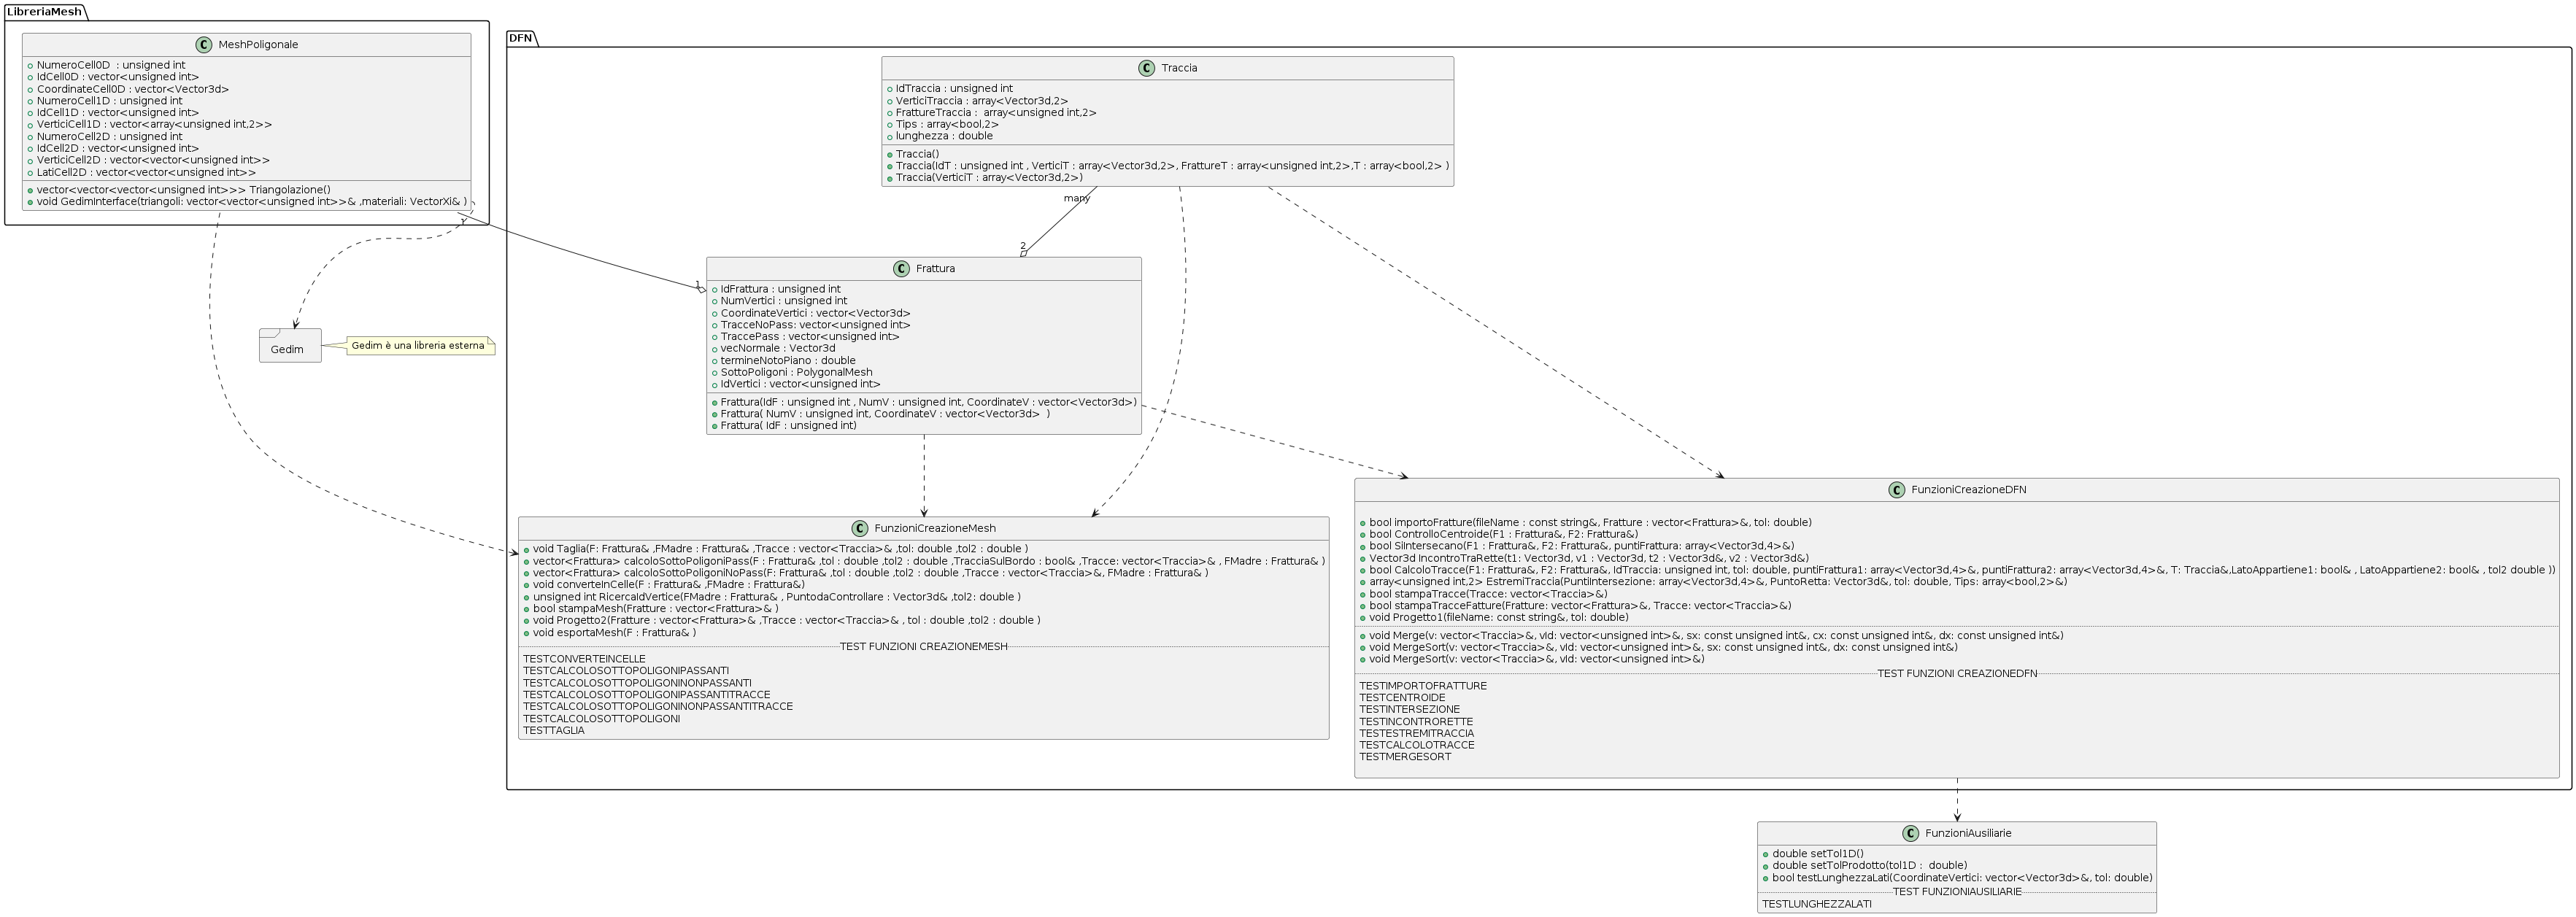 LibreriaMesh
MeshPoligonale
NumeroCell0D  : unsigned int
IdCell0D : vector<unsigned int>
CoordinateCell0D : vector<Vector3d>
NumeroCell1D : unsigned int
IdCell1D : vector<unsigned int>
VerticiCell1D : vector<array<unsigned int,2>>
NumeroCell2D : unsigned int
IdCell2D : vector<unsigned int>
VerticiCell2D : vector<vector<unsigned int>>
LatiCell2D : vector<vector<unsigned int>>
vector<vector<vector<unsigned int>>> Triangolazione()
void GedimInterface(triangoli: vector<vector<unsigned int>>& ,materiali: VectorXi& )
DFN
Traccia
IdTraccia : unsigned int
VerticiTraccia : array<Vector3d,2>
FrattureTraccia :  array<unsigned int,2>
Tips : array<bool,2>
lunghezza : double
Traccia()
Traccia(IdT : unsigned int , VerticiT : array<Vector3d,2>, FrattureT : array<unsigned int,2>,T : array<bool,2> )
Traccia(VerticiT : array<Vector3d,2>)
many
2
1
1
Frattura
IdFrattura : unsigned int
NumVertici : unsigned int
CoordinateVertici : vector<Vector3d>
TracceNoPass: vector<unsigned int>
TraccePass : vector<unsigned int>
vecNormale : Vector3d
termineNotoPiano : double
SottoPoligoni : PolygonalMesh
IdVertici : vector<unsigned int>
Frattura(IdF : unsigned int , NumV : unsigned int, CoordinateV : vector<Vector3d>)
Frattura( NumV : unsigned int, CoordinateV : vector<Vector3d>  )
Frattura( IdF : unsigned int)
Gedim
Gedim è una libreria esterna
FunzioniCreazioneMesh
void Taglia(F: Frattura& ,FMadre : Frattura& ,Tracce : vector<Traccia>& ,tol: double ,tol2 : double )
vector<Frattura> calcoloSottoPoligoniPass(F : Frattura& ,tol : double ,tol2 : double ,TracciaSulBordo : bool& ,Tracce: vector<Traccia>& , FMadre : Frattura& )
vector<Frattura> calcoloSottoPoligoniNoPass(F: Frattura& ,tol : double ,tol2 : double ,Tracce : vector<Traccia>&, FMadre : Frattura& )
void converteInCelle(F : Frattura& ,FMadre : Frattura&)
unsigned int RicercaIdVertice(FMadre : Frattura& , PuntodaControllare : Vector3d& ,tol2: double )
bool stampaMesh(Fratture : vector<Frattura>& )
void Progetto2(Fratture : vector<Frattura>& ,Tracce : vector<Traccia>& , tol : double ,tol2 : double )
void esportaMesh(F : Frattura& )
TEST FUNZIONI CREAZIONEMESH
TESTCONVERTEINCELLE
TESTCALCOLOSOTTOPOLIGONIPASSANTI
TESTCALCOLOSOTTOPOLIGONINONPASSANTI
TESTCALCOLOSOTTOPOLIGONIPASSANTITRACCE
TESTCALCOLOSOTTOPOLIGONINONPASSANTITRACCE
TESTCALCOLOSOTTOPOLIGONI
TESTTAGLIA
FunzioniCreazioneDFN
bool importoFratture(fileName : const string&, Fratture : vector<Frattura>&, tol: double)
bool ControlloCentroide(F1 : Frattura&, F2: Frattura&)
bool SiIntersecano(F1 : Frattura&, F2: Frattura&, puntiFrattura: array<Vector3d,4>&)
Vector3d IncontroTraRette(t1: Vector3d, v1 : Vector3d, t2 : Vector3d&, v2 : Vector3d&)
bool CalcoloTracce(F1: Frattura&, F2: Frattura&, IdTraccia: unsigned int, tol: double, puntiFrattura1: array<Vector3d,4>&, puntiFrattura2: array<Vector3d,4>&, T: Traccia&,LatoAppartiene1: bool& , LatoAppartiene2: bool& , tol2 double ))
array<unsigned int,2> EstremiTraccia(PuntiIntersezione: array<Vector3d,4>&, PuntoRetta: Vector3d&, tol: double, Tips: array<bool,2>&)
bool stampaTracce(Tracce: vector<Traccia>&)
bool stampaTracceFatture(Fratture: vector<Frattura>&, Tracce: vector<Traccia>&)
void Progetto1(fileName: const string&, tol: double)
void Merge(v: vector<Traccia>&, vId: vector<unsigned int>&, sx: const unsigned int&, cx: const unsigned int&, dx: const unsigned int&)
void MergeSort(v: vector<Traccia>&, vId: vector<unsigned int>&, sx: const unsigned int&, dx: const unsigned int&)
void MergeSort(v: vector<Traccia>&, vId: vector<unsigned int>&)
TEST FUNZIONI CREAZIONEDFN
TESTIMPORTOFRATTURE
TESTCENTROIDE
TESTINTERSEZIONE
TESTINCONTRORETTE
TESTESTREMITRACCIA
TESTCALCOLOTRACCE
TESTMERGESORT
FunzioniAusiliarie
double setTol1D()
double setTolProdotto(tol1D :  double)
bool testLunghezzaLati(CoordinateVertici: vector<Vector3d>&, tol: double)
TEST FUNZIONIAUSILIARIE
TESTLUNGHEZZALATI